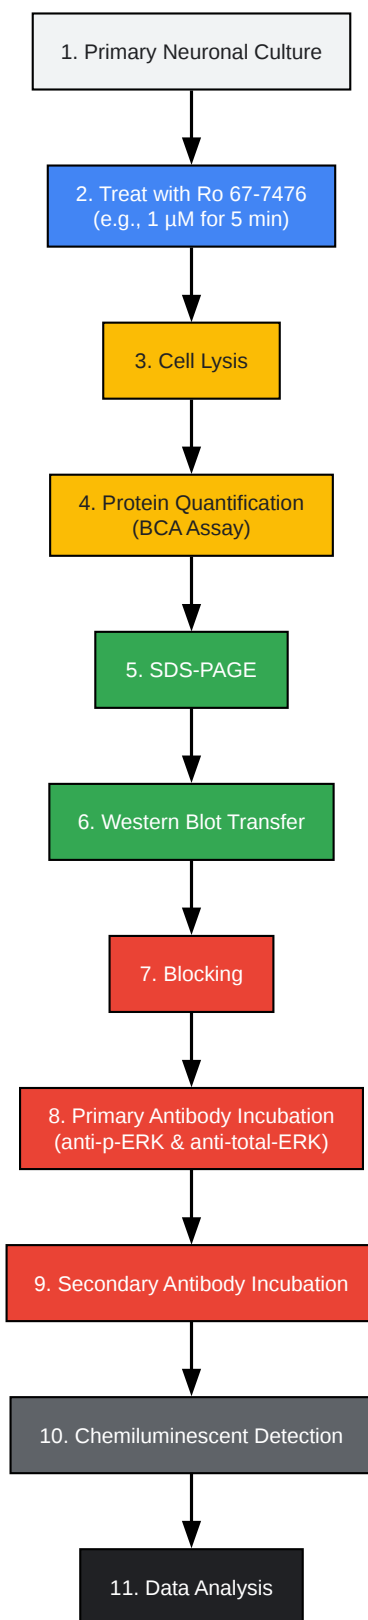 1. Primary Neuronal Culture
2. Treat with Ro 67-7476
(e.g., 1 µM for 5 min)
3. Cell Lysis
4. Protein Quantification
(BCA Assay)
5. SDS-PAGE
6. Western Blot Transfer
7. Blocking
8. Primary Antibody Incubation
(anti-p-ERK & anti-total-ERK)
9. Secondary Antibody Incubation
10. Chemiluminescent Detection
11. Data Analysis